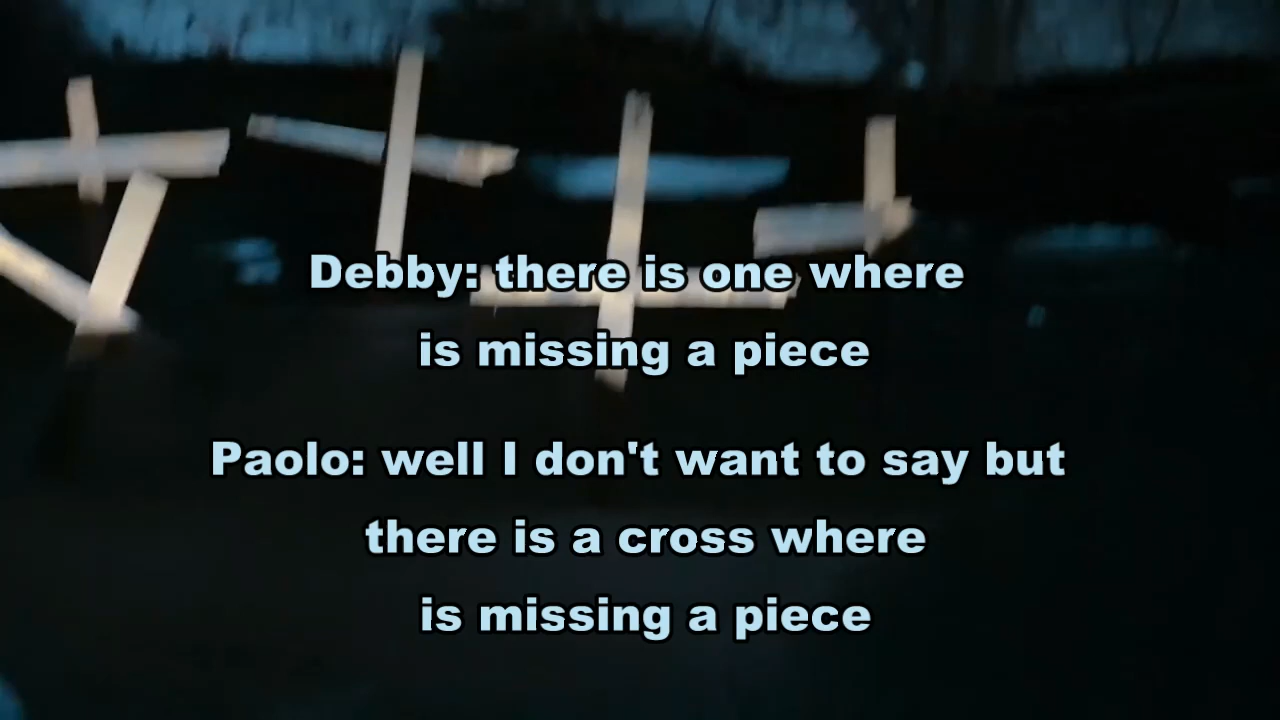 Debby: there is one where
is missing a piece
Paolo: well I don't want to say but
there is a cross where
is missing a piece